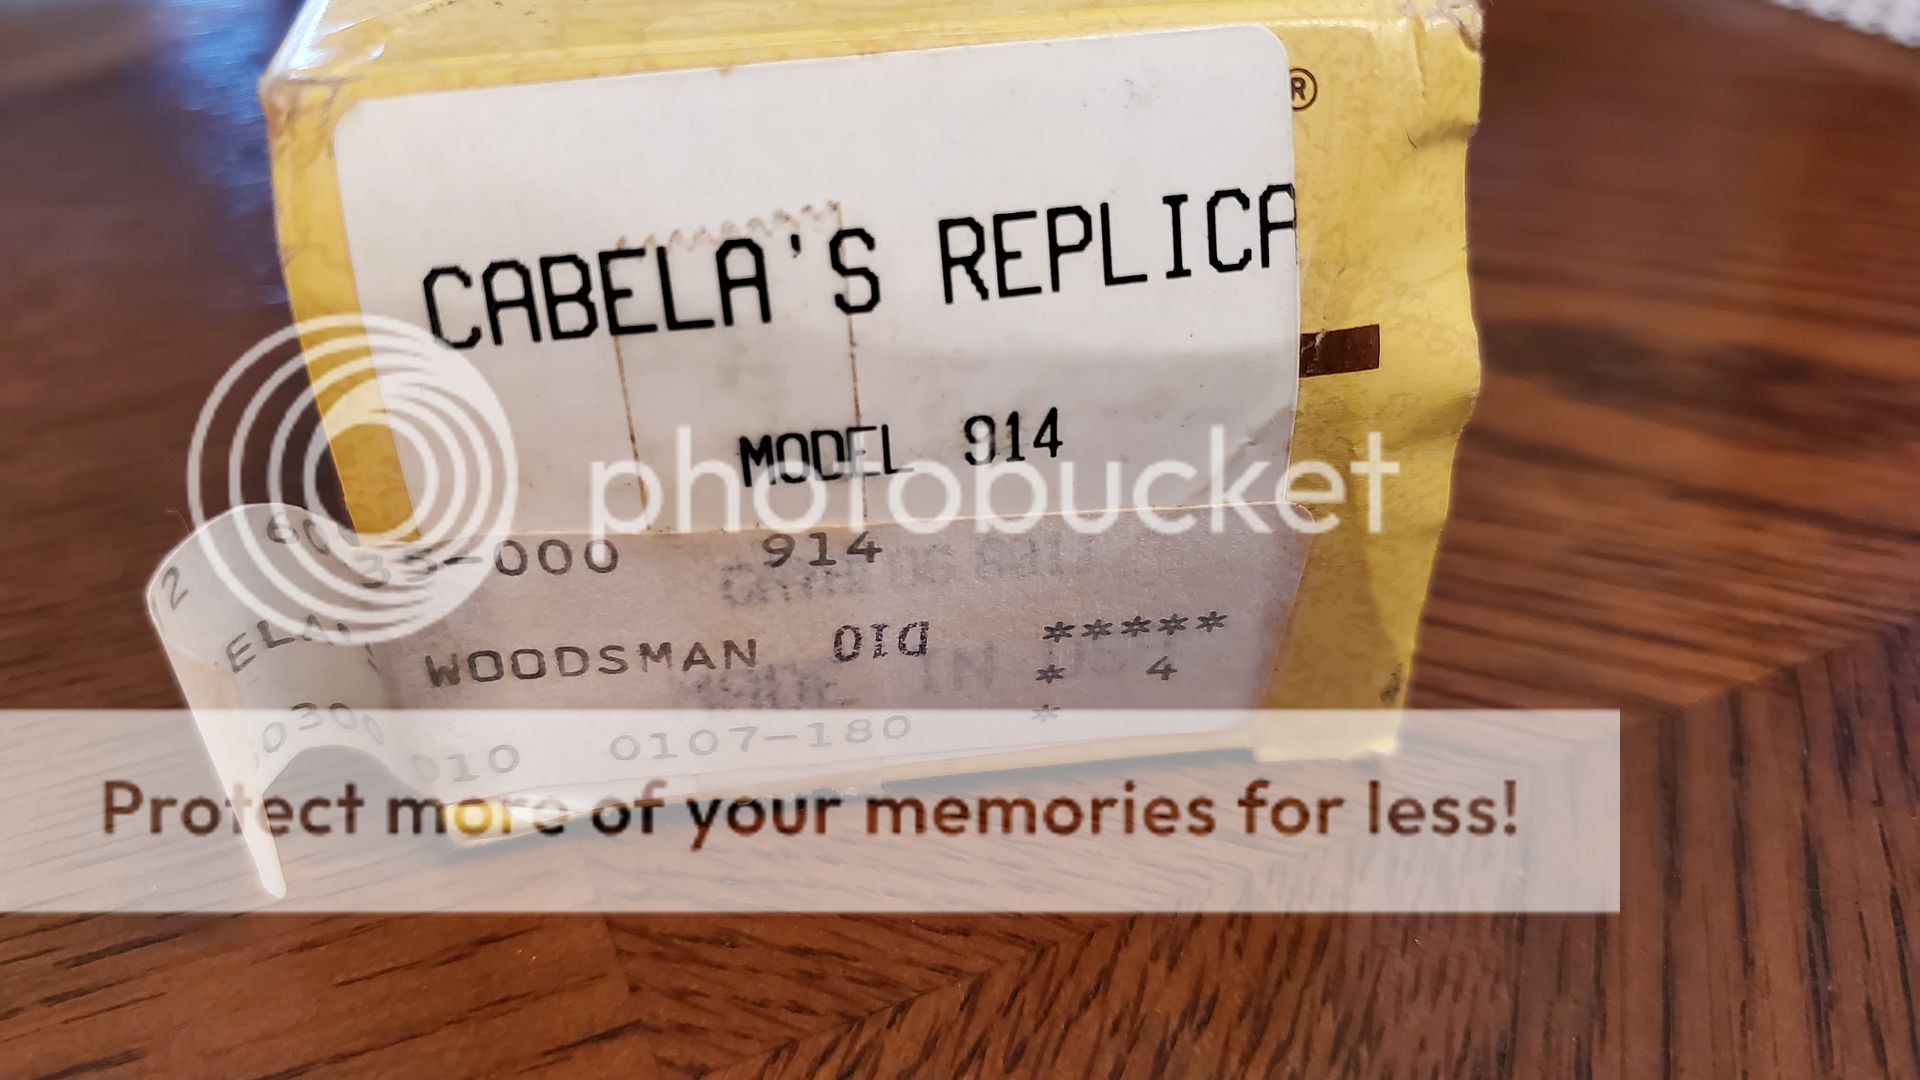 ®
CABELA'S REPLICA
MODEL 914
35-000 914
WOODSMAN DIO *****
* 4
*
010 0107-180
photobucket
Protect more of your memories for less!